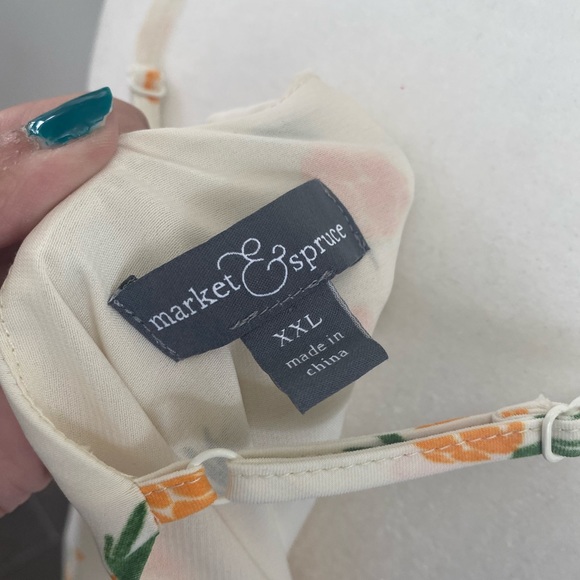 market & spruce
XXL
made in
china